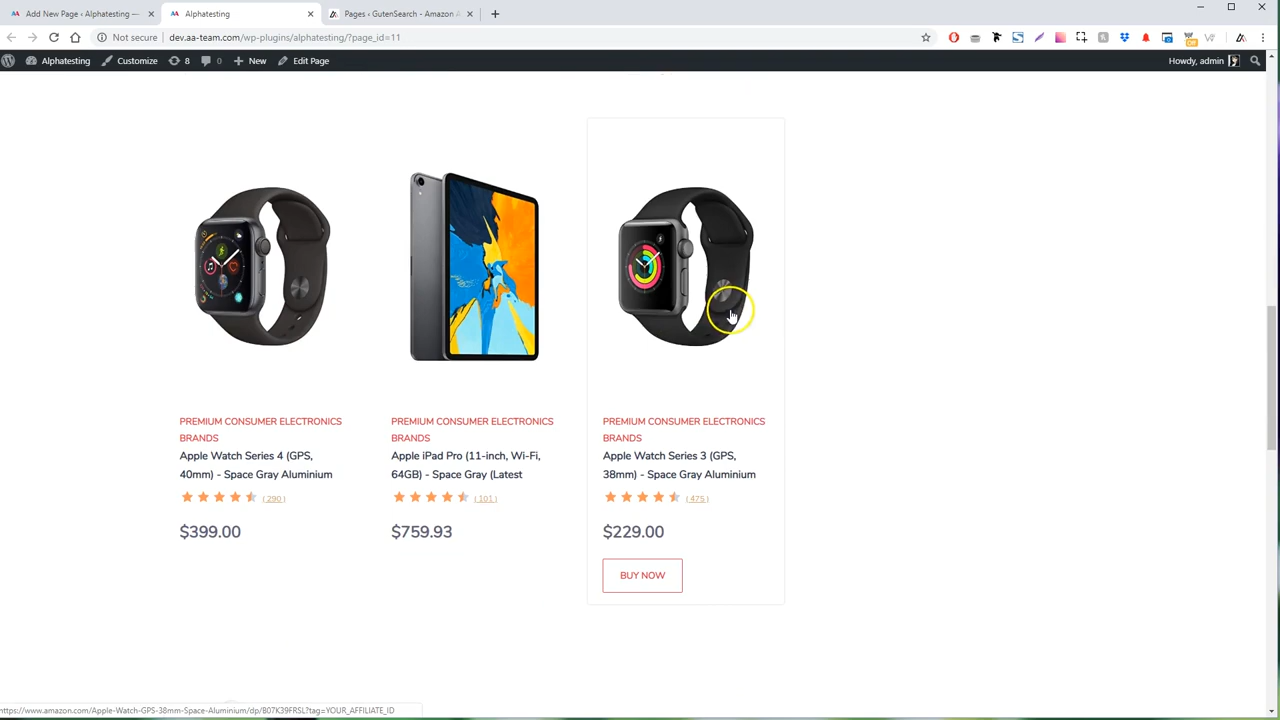 Add New Page ‹ Alphatesting —
Alphatesting
Pages ‹ GutenSearch - Amazon A
Not secure
dev.aa-team.com/wp-plugins/alphatesting/?page_id=11
Off
Alphatesting
Customize
8
0
New
Edit Page
Howdy, admin
PREMIUM CONSUMER ELECTRONICS
BRANDS
Apple Watch Series 4 (GPS,
40mm) - Space Gray Aluminium
( 290 )
$399.00
PREMIUM CONSUMER ELECTRONICS
BRANDS
Apple iPad Pro (11-inch, Wi-Fi,
64GB) - Space Gray (Latest
( 101 )
$759.93
PREMIUM CONSUMER ELECTRONICS
BRANDS
Apple Watch Series 3 (GPS,
38mm) - Space Gray Aluminium
( 475 )
$229.00
BUY NOW
https://www.amazon.com/Apple-Watch-GPS-38mm-Space-Aluminium/dp/B07K39FRSL?tag=YOUR_AFFILIATE_ID